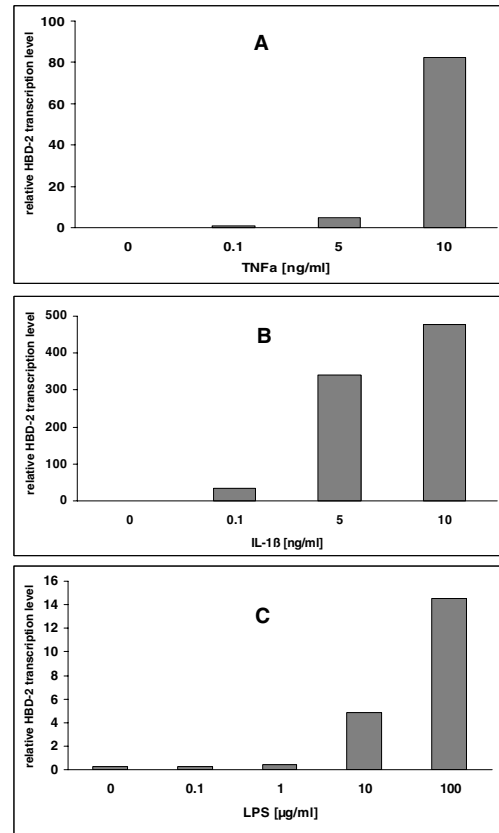 A
relative HBD-2 transcription level
100
80
60
40
20
0
0 0.1 5 10
TNFa [ng/ml]
B
relative HBD-2 transcription level
500
400
300
200
100
0
0 0.1 5 10
IL-1ß [ng/ml]
C
relative HBD-2 transcription level
16
14
12
10
8
6
4
2
0
0 0.1 1 10 100
LPS [µg/ml]